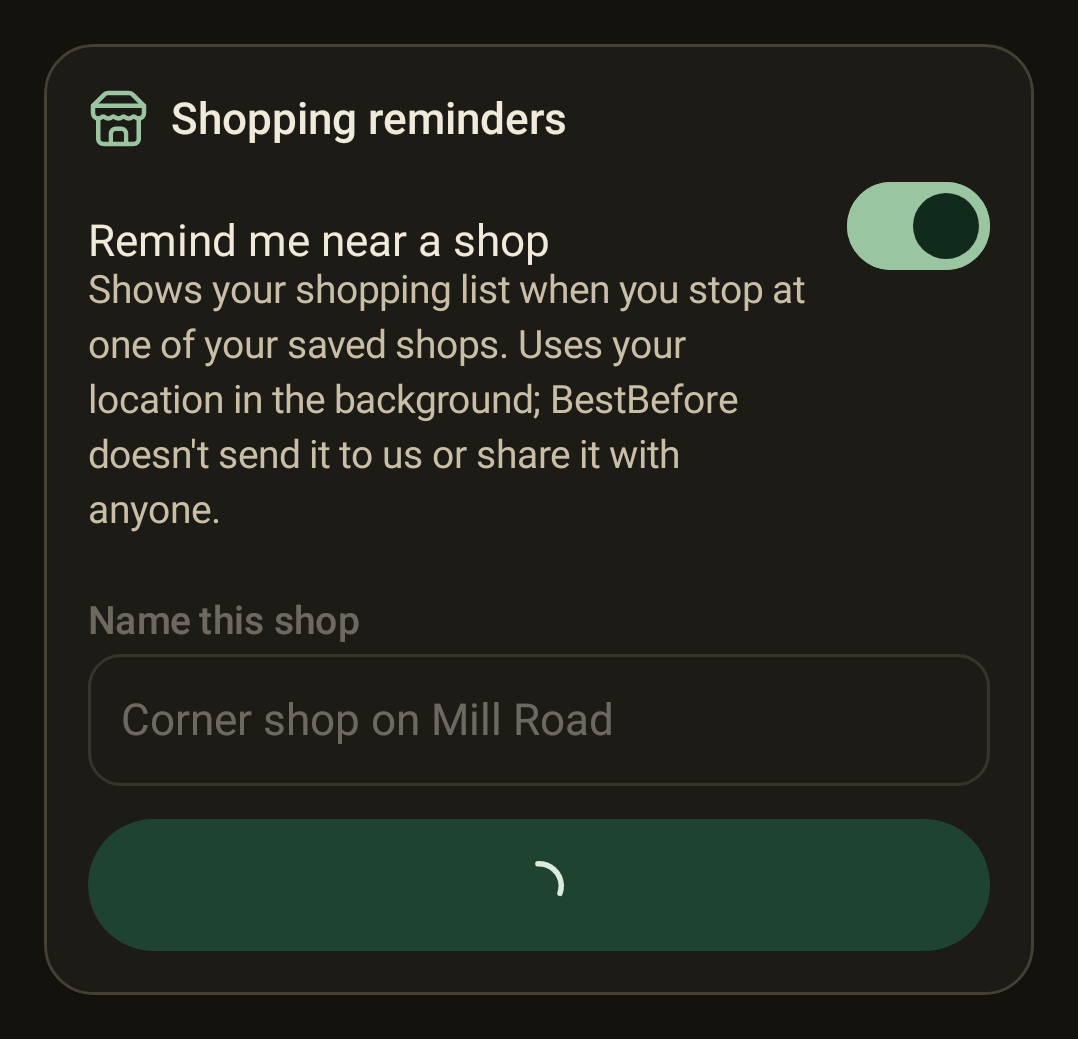 Shopping reminders
Remind me near a shop
Shows your shopping list when you stop at
one of your saved shops. Uses your
location in the background; BestBefore
doesn't send it to us or share it with
anyone.
Name this shop
Corner shop on Mill Road